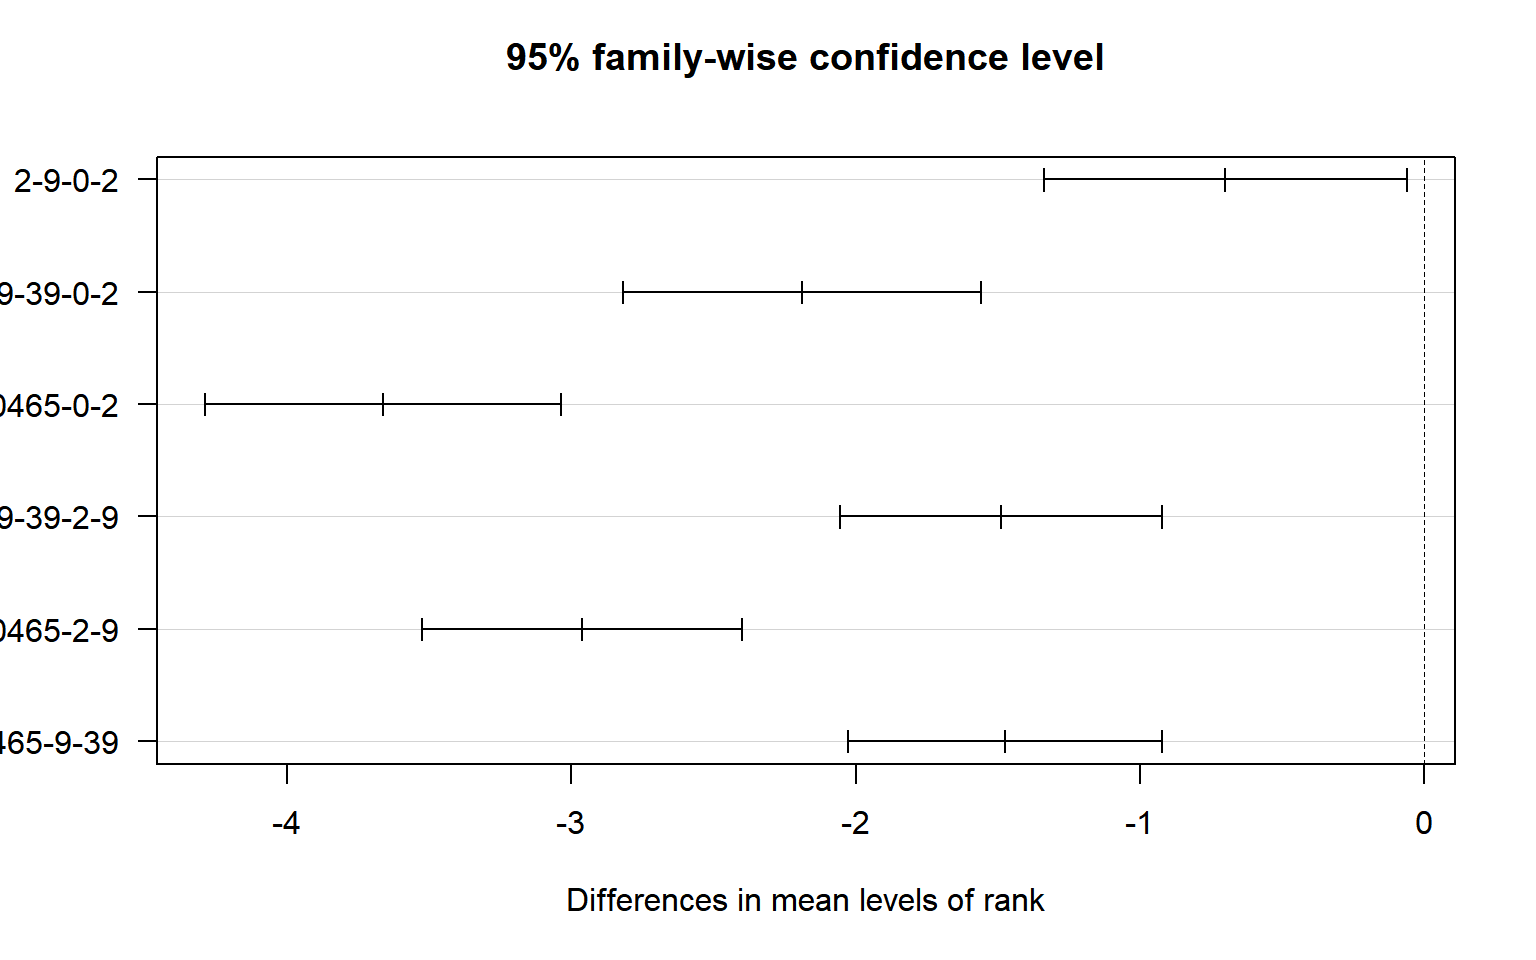 95% family-wise confidence level
2-9-0-2
9-39-0-2
0465-0-2
9-39-2-9
0465-2-9
465-9-39
-4 -3 -2 -1 0
Differences in mean levels of rank